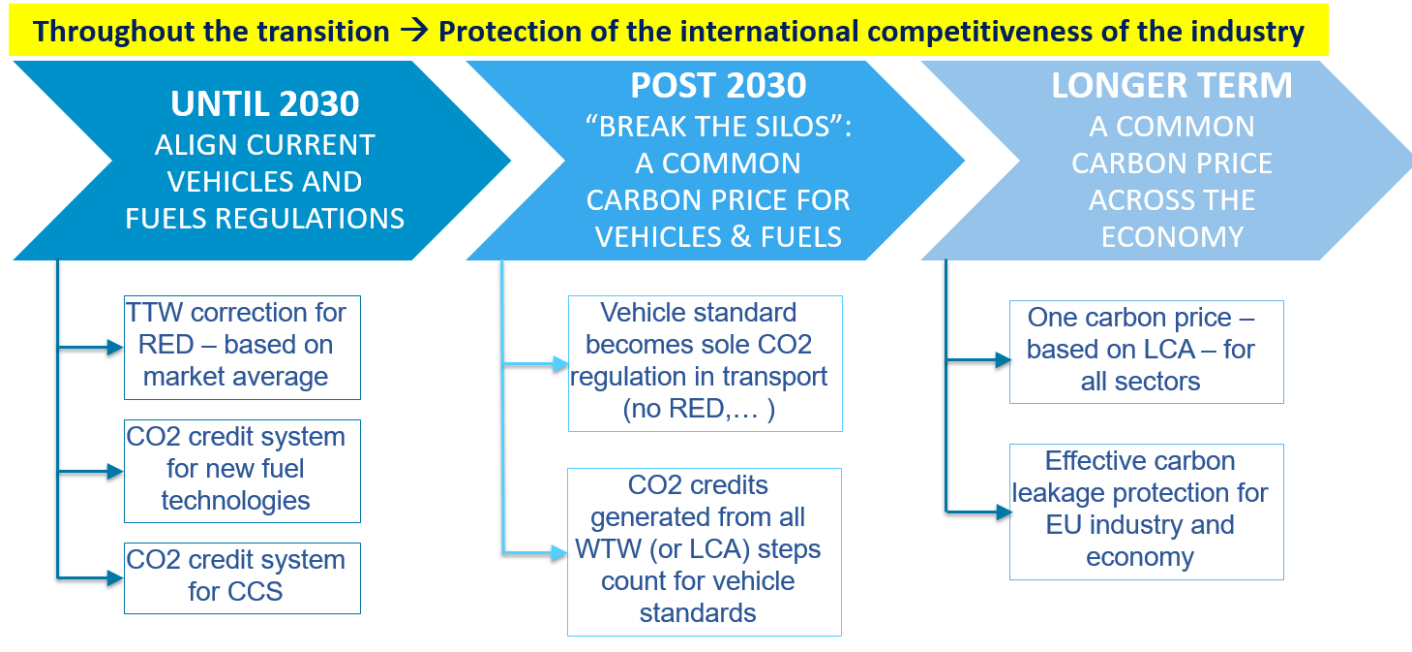 Throughout the transition → Protection of the international competitiveness of the industry
UNTIL 2030
ALIGN CURRENT
VEHICLES AND
FUELS REGULATIONS
TTW correction for
RED – based on
market average
CO2 credit system
for new fuel
technologies
CO2 credit system
for CCS
POST 2030
“BREAK THE SILOS”:
A COMMON
CARBON PRICE FOR
VEHICLES & FUELS
Vehicle standard
becomes sole CO2
regulation in transport
(no RED,… )
CO2 credits
generated from all
WTW (or LCA) steps
count for vehicle
standards
LONGER TERM
A COMMON
CARBON PRICE
ACROSS THE
ECONOMY
One carbon price –
based on LCA – for
all sectors
Effective carbon
leakage protection for
EU industry and
economy